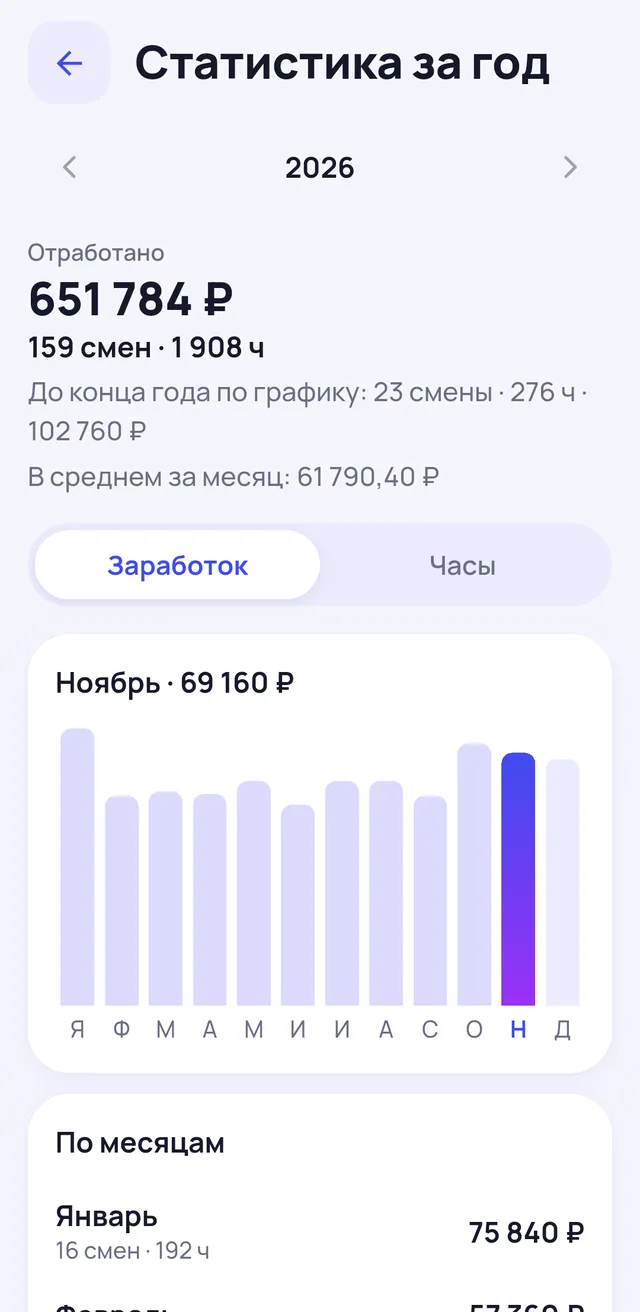 Статистика за год
2026
Отработано
651 784 ₽
159 смен · 1 908 ч
До конца года по графику: 23 смены · 276 ч ·
102 760 ₽
В среднем за месяц: 61 790,40 ₽
Заработок Часы
Ноябрь · 69 160 ₽
Я Ф М А М И И А С О Н Д
По месяцам
Январь
75 840 ₽
16 смен · 192 ч